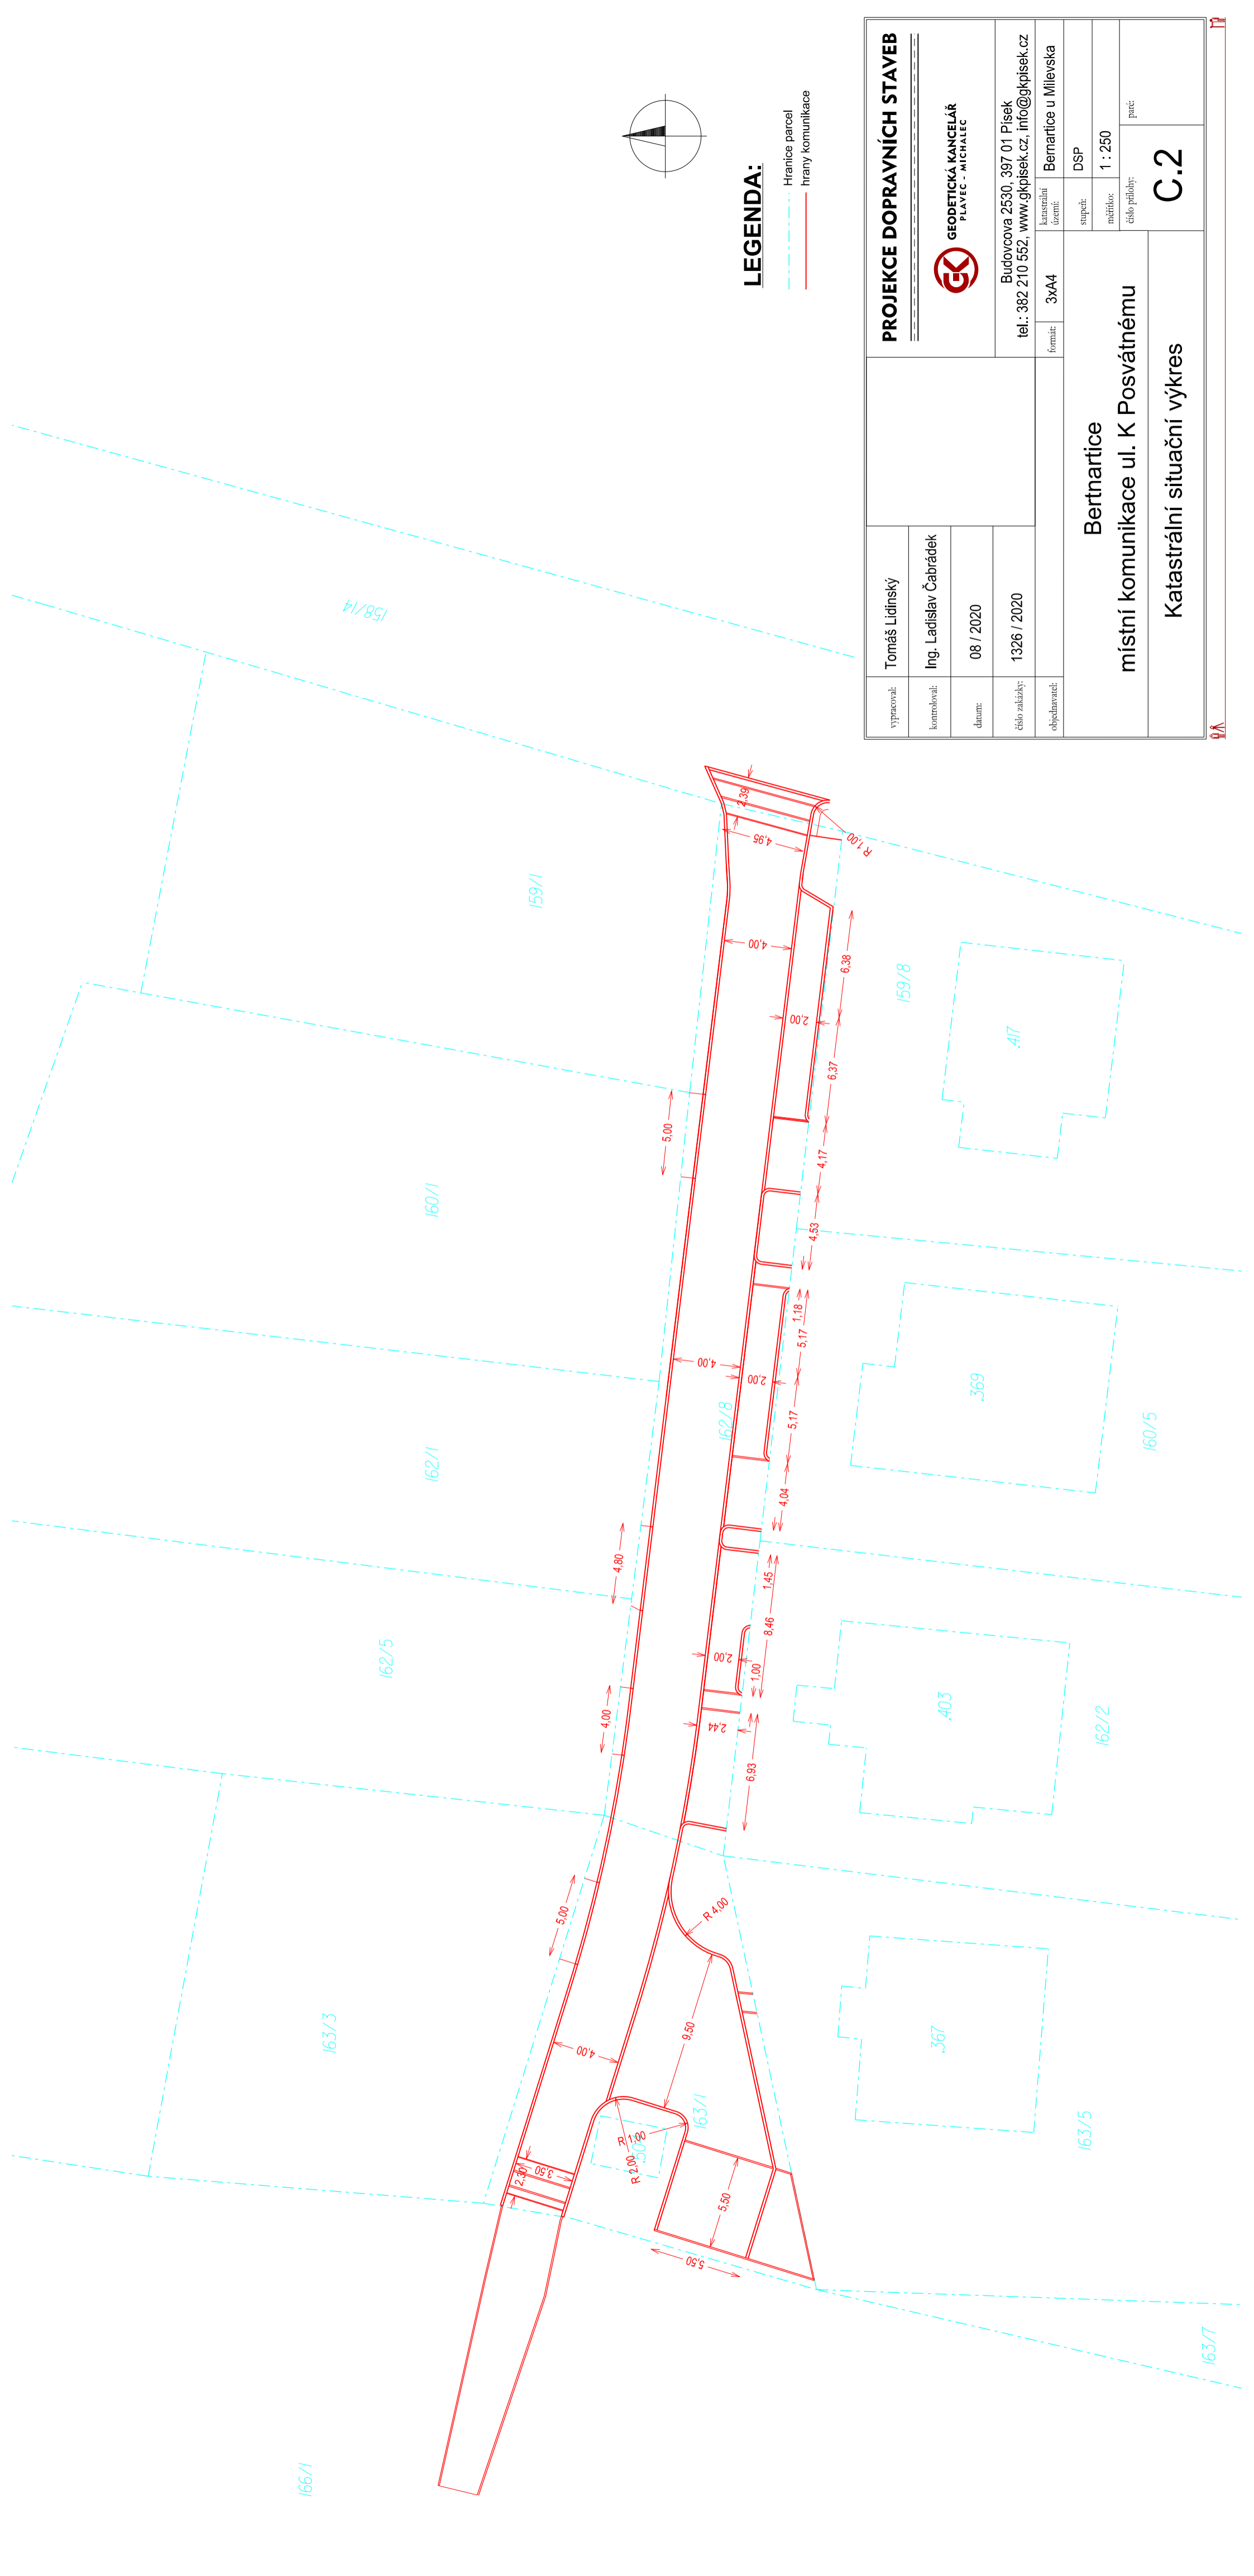 LEGENDA:
Hranice parcel
hrany komunikace
PROJEKCE DOPRAVNÍCH STAVEB
GK
GEODETICKÁ KANCELÁŘ
PLAVEC - MICHALEC
Budovcova 2530, 397 01 Písek
tel.: 382 210 552, www.gkpisek.cz, info@gkpisek.cz
vypracoval: Tomáš Lidinský
kontroloval: Ing. Ladislav Čabrádek
datum: 08 / 2020
číslo zakázky: 1326 / 2020
objednavatel:
formát: 3xA4
katastrální území: Bernartice u Milevska
stupeň: DSP
měřítko: 1 : 250
číslo přílohy: C.2
paré:
Bertnartice
místní komunikace ul. K Posvátnému
Katastrální situační výkres
158/14
159/1
160/1
162/1
162/5
163/3
166/1
159/8
.417
.369
160/5
162/8
.403
162/2
.367
163/5
163/1
163/7
2,39
4,95
R 1,00
4,00
6,38
2,00
6,37
5,00
4,17
4,53
1,18
5,17
4,00
2,00
5,17
4,04
4,80
1,45
8,46
2,00
1,00
4,00
2,44
6,93
5,00
R 4,00
9,50
4,00
R 1,00
R 2,00
3,50
2,30
5,50
5,50